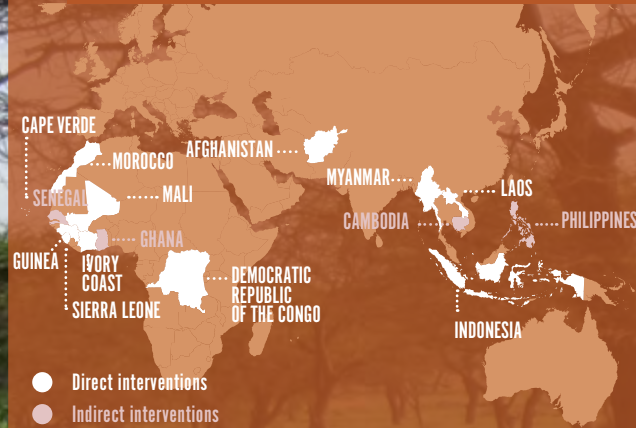 CAPE VERDE
MOROCCO
AFGHANISTAN
MYANMAR
LAOS
SENEGAL
MALI
CAMBODIA
PHILIPPINES
GHANA
GUINEA
IVORY
COAST
SIERRA LEONE
DEMOCRATIC
REPUBLIC
OF THE CONGO
INDONESIA
Direct interventions
Indirect interventions